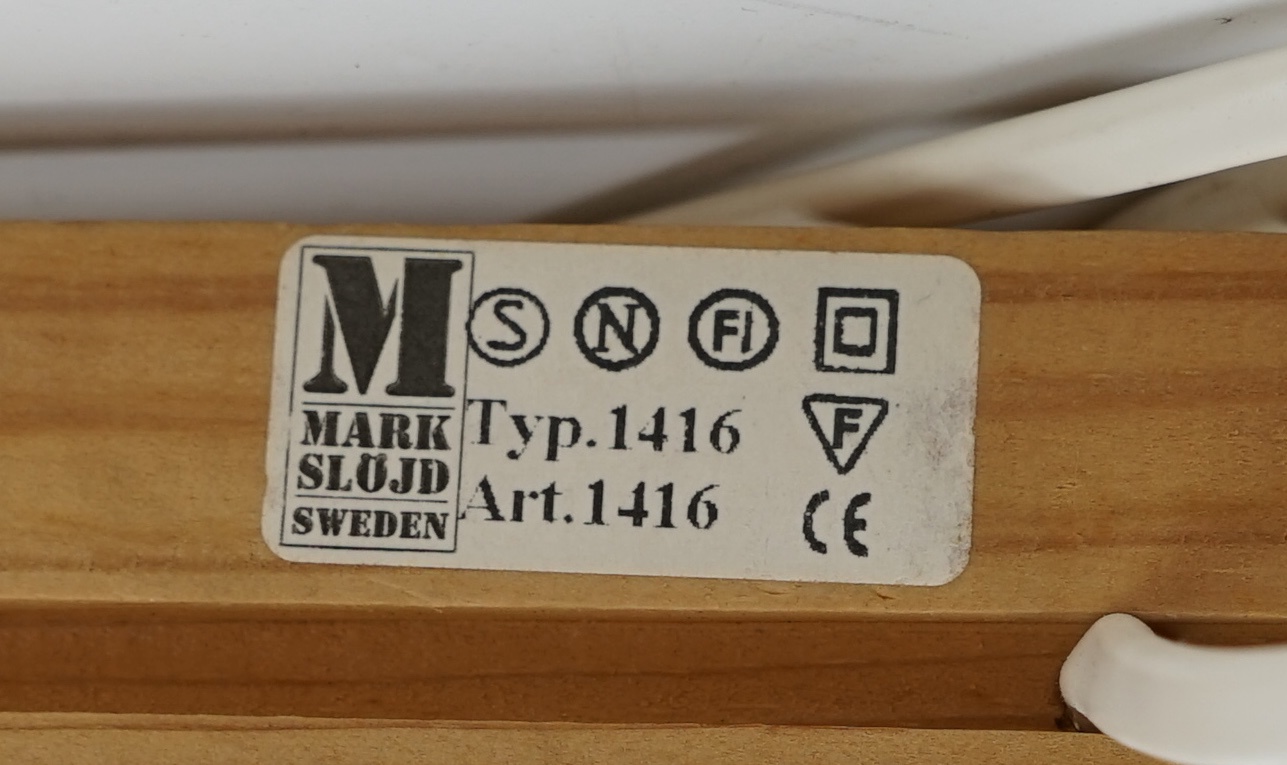 M
MARK
SLÖJD
SWEDEN
S N FI
Typ.1416
F
Art.1416
CE